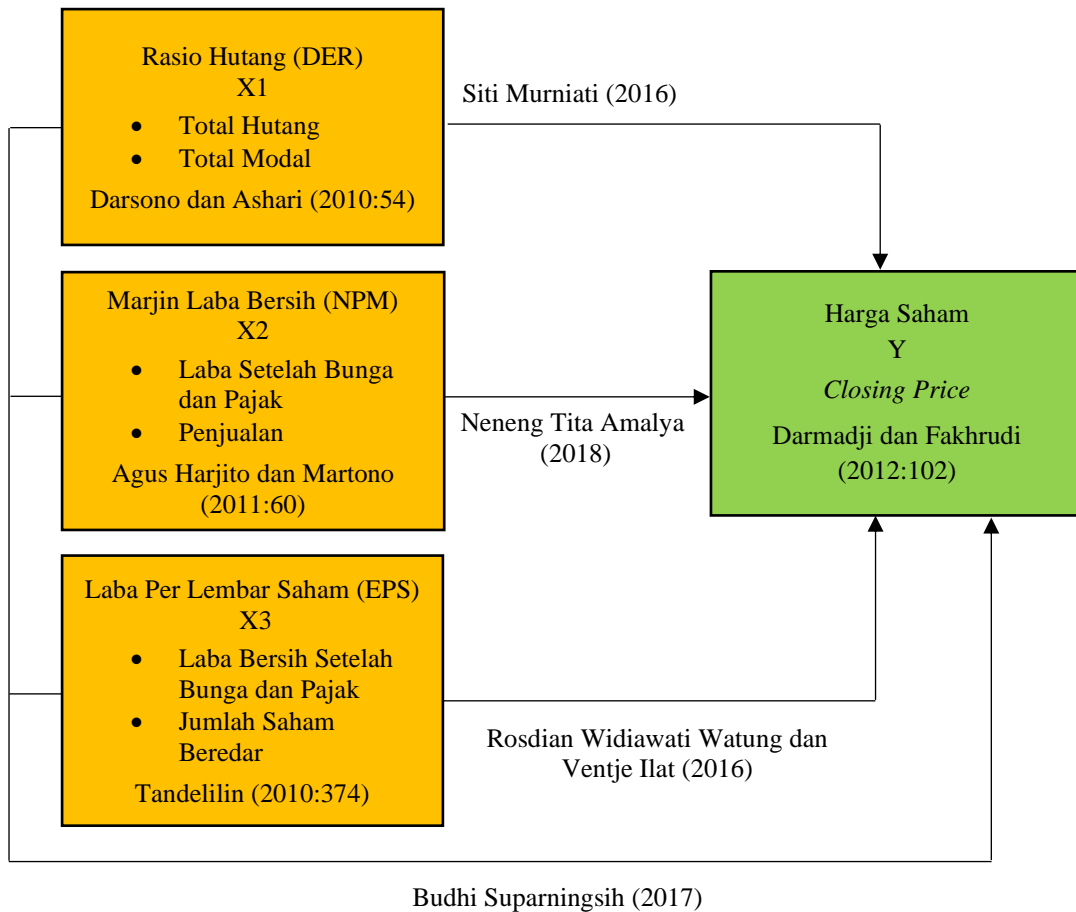 Rasio Hutang (DER)
X1
• Total Hutang
• Total Modal
Darsono dan Ashari (2010:54)
Siti Murniati (2016)
Marjin Laba Bersih (NPM)
X2
• Laba Setelah Bunga
dan Pajak
• Penjualan
Agus Harjito dan Martono
(2011:60)
Neneng Tita Amalya
(2018)
Harga Saham
Y
Closing Price
Darmadji dan Fakhrudi
(2012:102)
Laba Per Lembar Saham (EPS)
X3
• Laba Bersih Setelah
Bunga dan Pajak
• Jumlah Saham
Beredar
Tandelilin (2010:374)
Rosdian Widiawati Watung dan
Ventje Ilat (2016)
Budhi Suparningsih (2017)